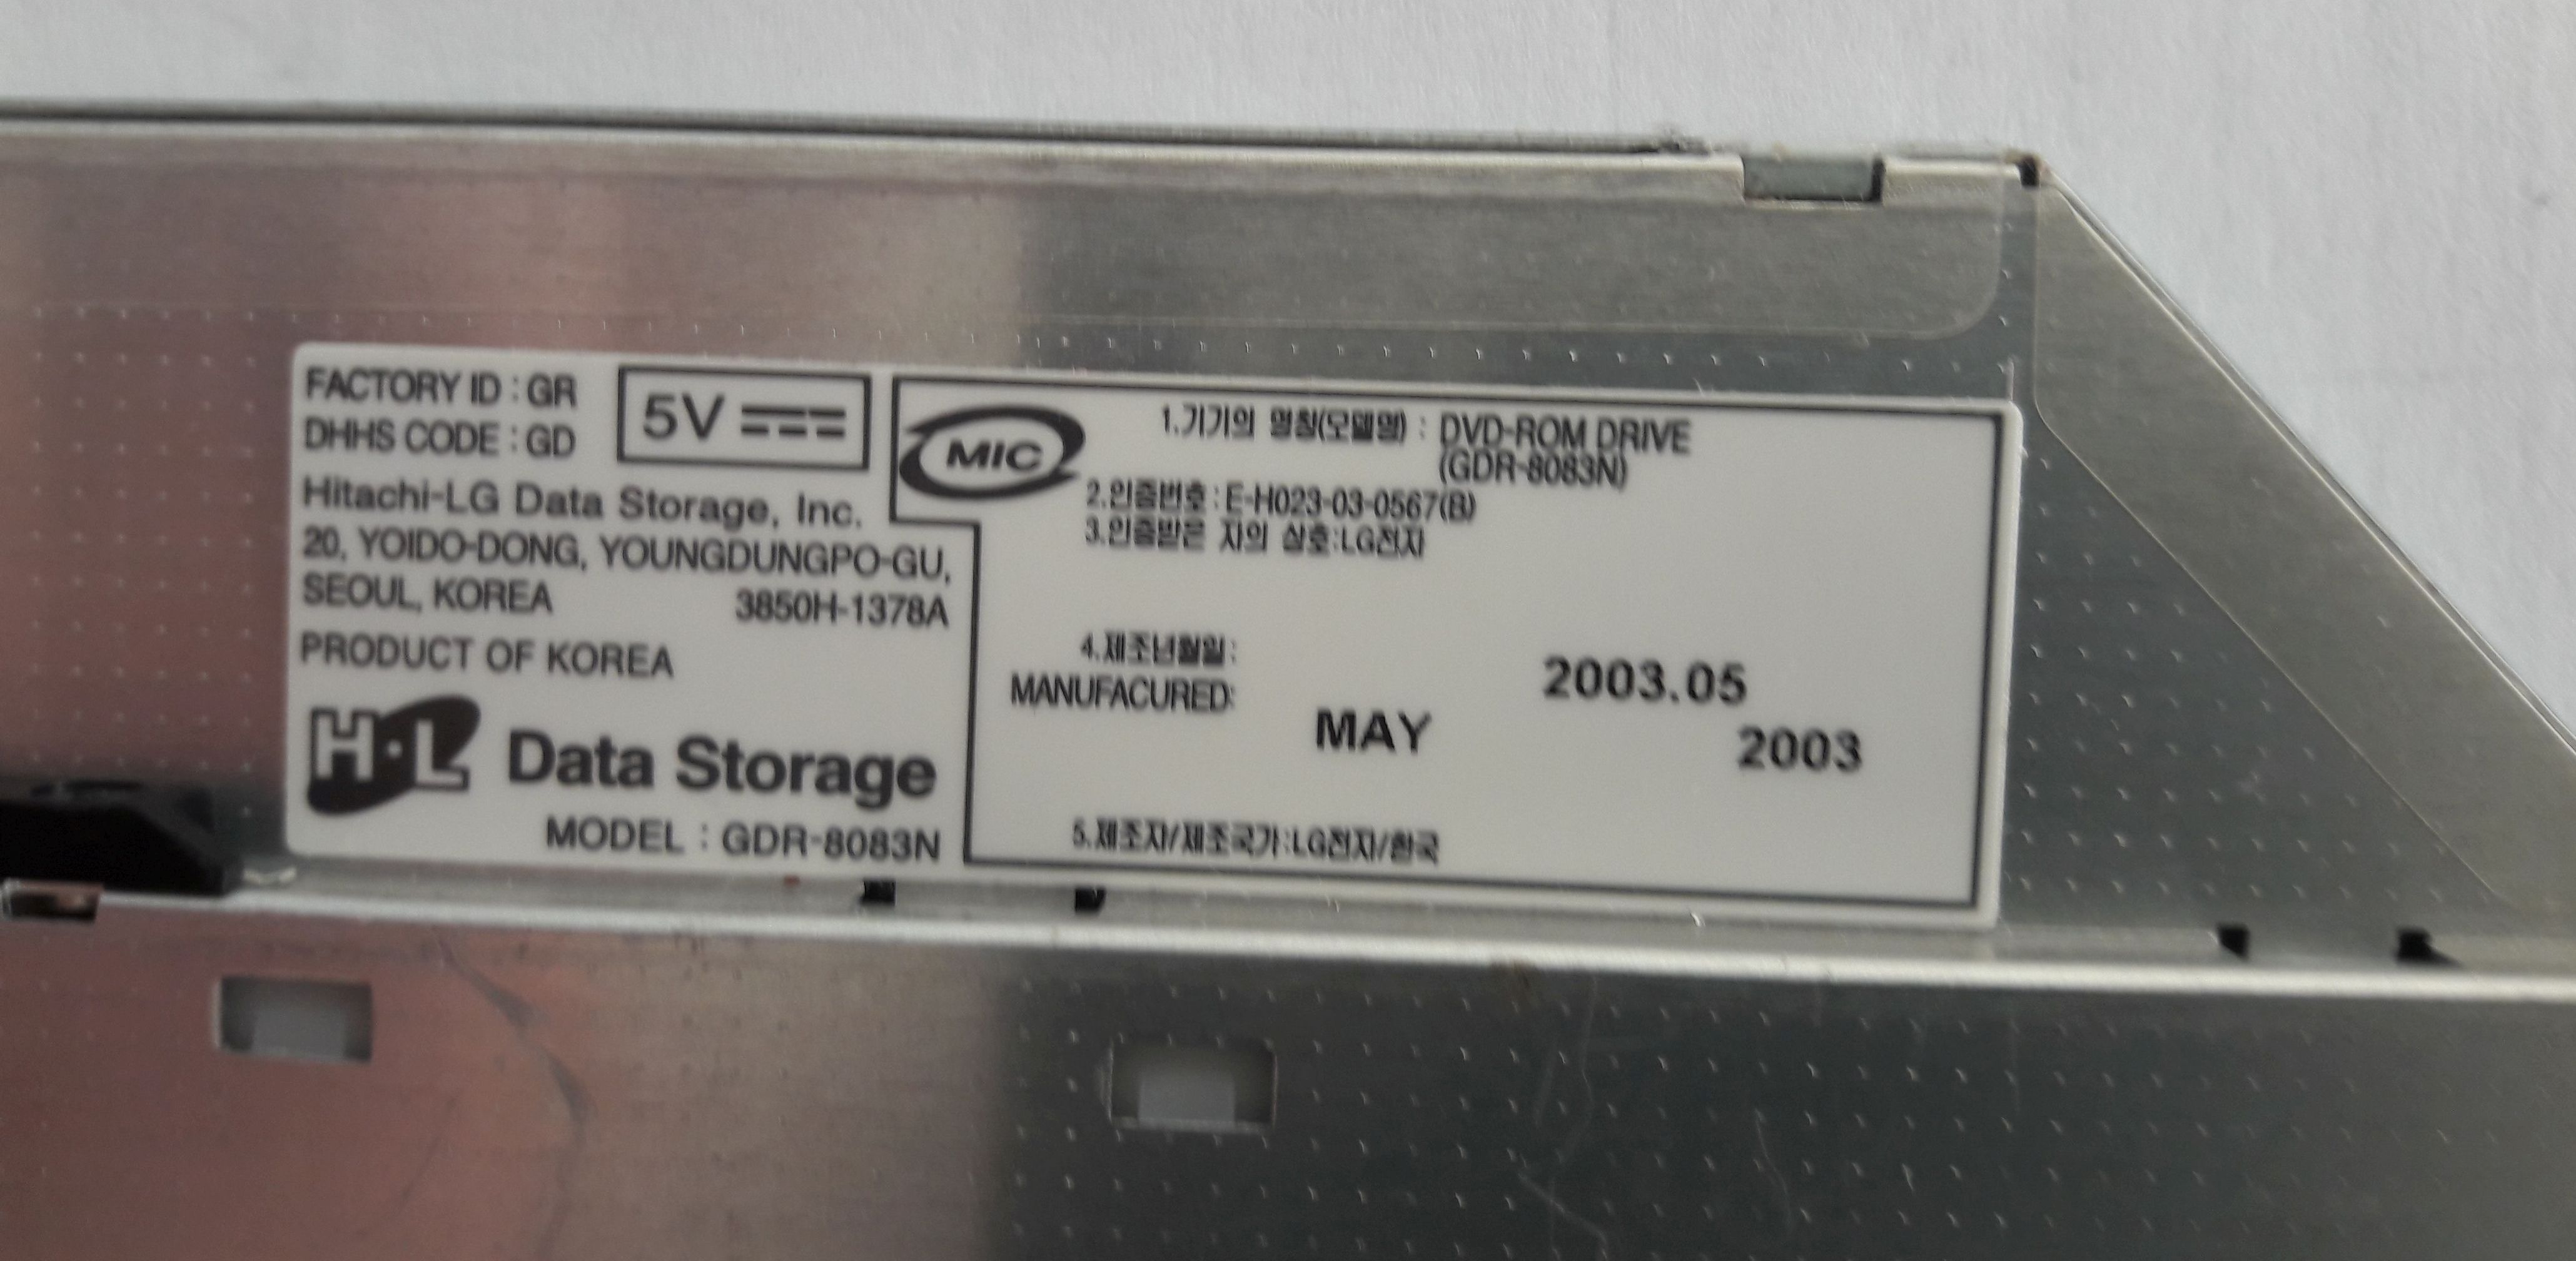 FACTORY ID : GR
DHHS CODE : GD
5V
Hitachi-LG Data Storage, Inc.
20, YOIDO-DONG, YOUNGDUNGPO-GU,
SEOUL, KOREA 3850H-1378A
PRODUCT OF KOREA
H·L Data Storage
MODEL : GDR-8083N
MIC
1.기기의 명칭(모델명) : DVD-ROM DRIVE
(GDR-8083N)
2.인증번호 : E-H023-03-0567(B)
3.인증받은 자의 상호:LG전자
4.제조년월일:
2003.05
MANUFACURED:
MAY 2003
5.제조자/제조국가:LG전자/한국